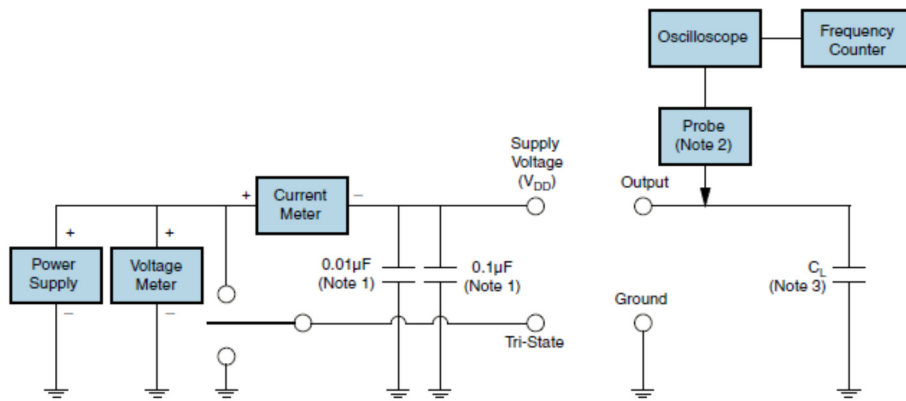 Oscilloscope
Frequency
Counter
Probe
(Note 2)
Supply
Voltage
(VDD)
Output
+
Current
Meter
−
+
Power
Supply
−
+
Voltage
Meter
−
0.01µF
(Note 1)
0.1µF
(Note 1)
CL
(Note 3)
Ground
Tri-State